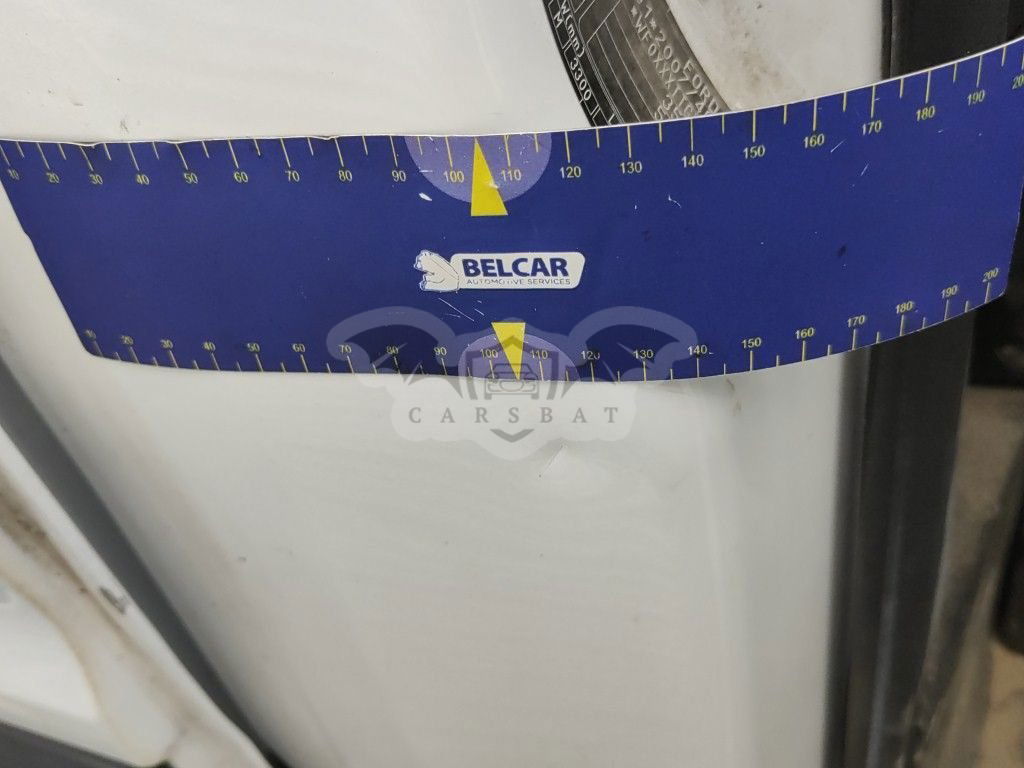 W(mm) 3300
M
10 20 30 40 50 60 70 80 90 100 110 120 130 140 150 160 170 180 190
BELCAR
AUTOMOTIVE SERVICES
10 20 30 40 50 60 70 80 90 100 110 120 130 140 150 160 170 180 190 200
CARSBAT